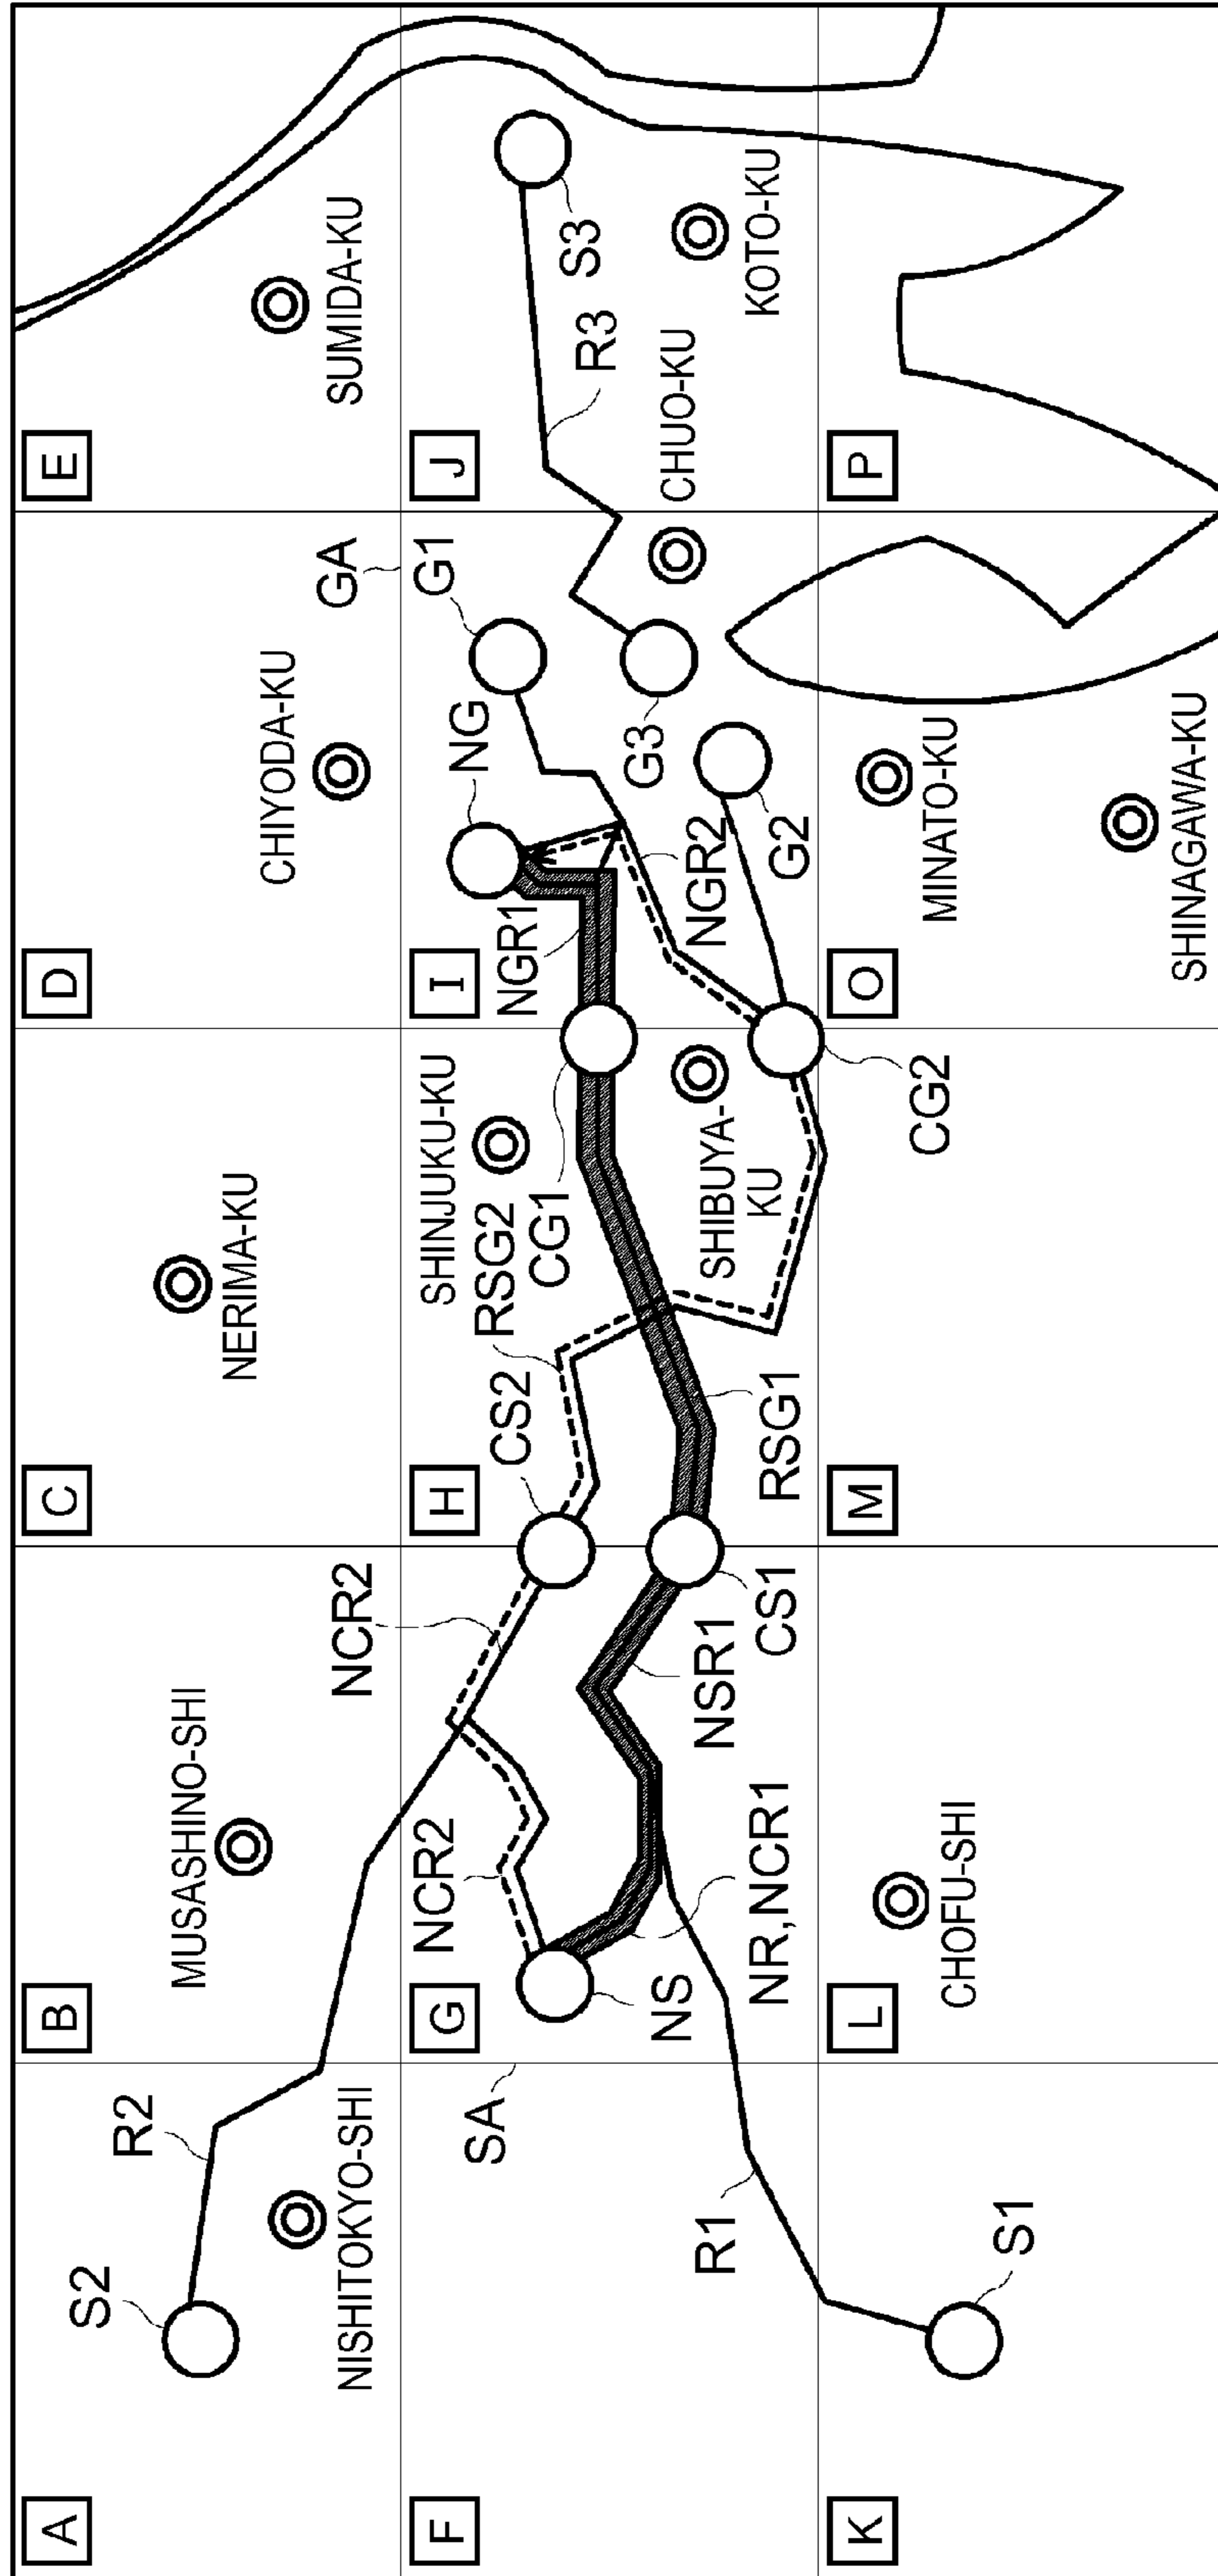 A
B
C
D
E
S2
R2
NISHITOKYO-SHI
MUSASHINO-SHI
NCR2
NERIMA-KU
CHIYODA-KU
GA
SUMIDA-KU
F
G
H
I
J
SA
NCR2
NS
CS2
SHINJUKU-KU
RSG2
CG1
NGR1
NG
G1
S3
R3
R1
NR,NCR1
NSR1
CS1
RSG1
SHIBUYA-
KU
NGR2
G2
G3
CHUO-KU
KOTO-KU
K
L
M
O
P
S1
CHOFU-SHI
CG2
MINATO-KU
SHINAGAWA-KU